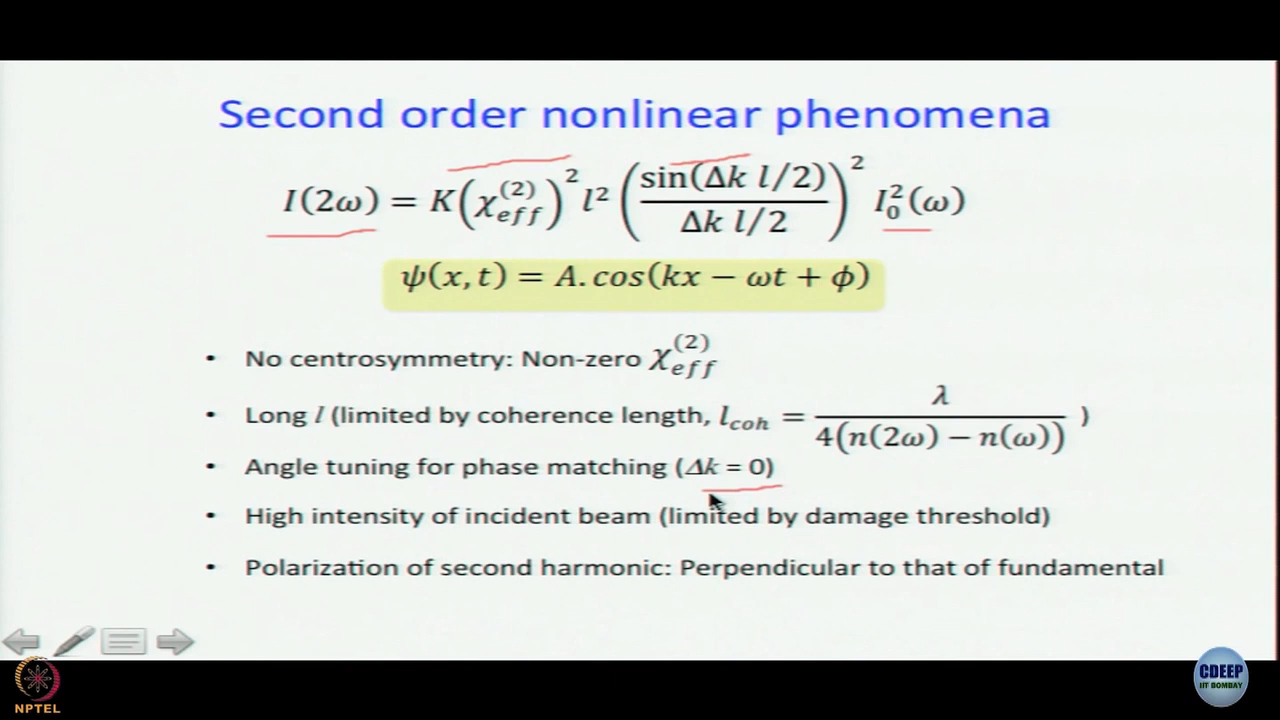 Second order nonlinear phenomena
I(2ω) = K(χ_eff^(2))^2 l^2 (sin(Δk l/2) / Δk l/2)^2 I_0^2(ω)
ψ(x, t) = A.cos(kx − ωt + ϕ)
• No centrosymmetry: Non-zero χ_eff^(2)
• Long l (limited by coherence length, l_coh = λ / 4(n(2ω) − n(ω)) )
• Angle tuning for phase matching (Δk = 0)
• High intensity of incident beam (limited by damage threshold)
• Polarization of second harmonic: Perpendicular to that of fundamental
NPTEL
CDEEP
IIT BOMBAY